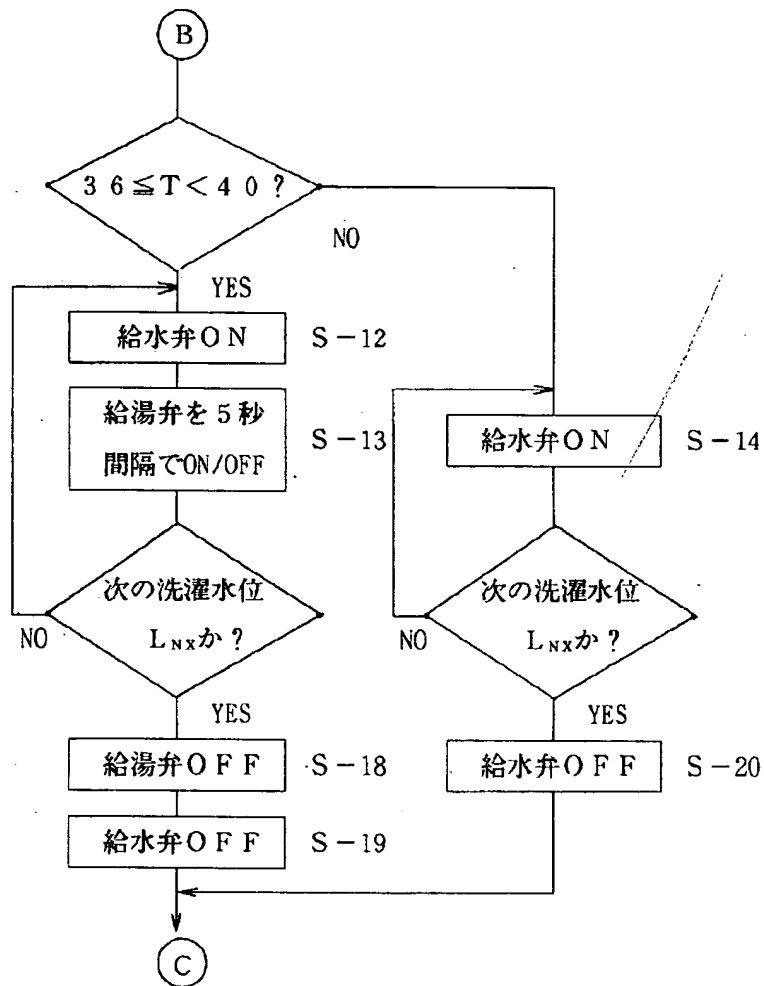 B
36≦T<40?
NO
YES
給水弁ON
S-12
給湯弁を5秒
間隔でON/OFF
S-13
給水弁ON
S-14
次の洗濯水位
LNXか?
NO
YES
次の洗濯水位
LNXか?
NO
YES
給湯弁OFF
S-18
給水弁OFF
S-20
給水弁OFF
S-19
C